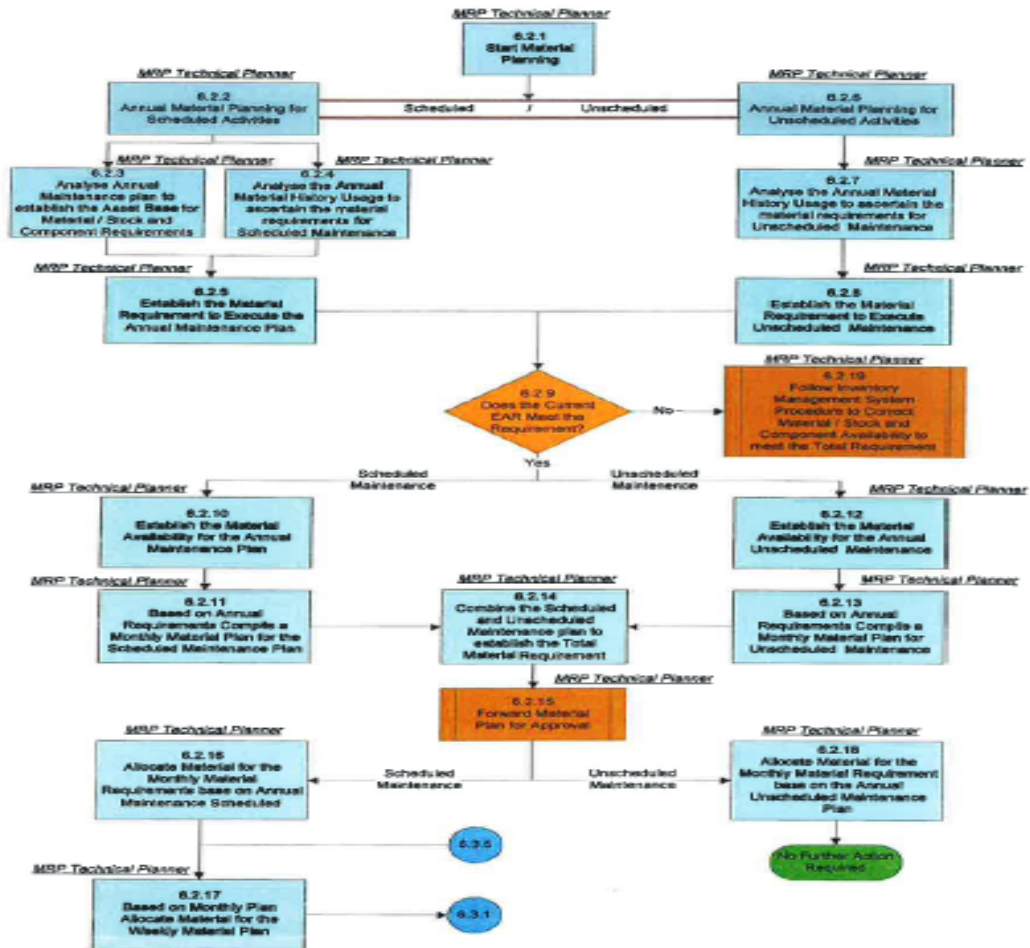 MRP Technical Planner
6.2.1
Start Material
Planning
MRP Technical Planner
6.2.2
Annual Material Planning for
Scheduled Activities
Scheduled / Unscheduled
MRP Technical Planner
6.2.6
Annual Material Planning for
Unscheduled Activities
MRP Technical Planner
6.2.3
Analyse Annual
Maintenance plan to
establish the Asset Base for
Material / Stock and
Component Requirements
6.2.4
Analyse the Annual
Material History Usage to
ascertain the material
requirements for
Scheduled Maintenance
MRP Technical Planner
6.2.7
Analyse the Annual Material
History Usage to ascertain the
material requirements for
Unscheduled Maintenance
MRP Technical Planner
6.2.5
Establish the Material
Requirement to Execute the
Annual Maintenance Plan
MRP Technical Planner
6.2.8
Establish the Material
Requirement to Execute
Unscheduled Maintenance
6.2.9
Does the Current
EAR Meet the
Requirement?
No
Yes
MRP Technical Planner
6.2.19
Follow Inventory
Management System
Procedure to Correct
Material / Stock and
Component Availability to
meet the Total Requirement
Scheduled
Maintenance
Unscheduled
Maintenance
MRP Technical Planner
6.2.10
Establish the Material
Availability for the Annual
Maintenance Plan
MRP Technical Planner
6.2.12
Establish the Material
Availability for the Annual
Unscheduled Maintenance
MRP Technical Planner
6.2.11
Based on Annual
Requirements Compile a
Monthly Material Plan for the
Scheduled Maintenance Plan
MRP Technical Planner
6.2.14
Combine the Scheduled
and Unscheduled
Maintenance plan to
establish the Total
Material Requirement
MRP Technical Planner
6.2.13
Based on Annual
Requirements Compile a
Monthly Material Plan for
Unscheduled Maintenance
MRP Technical Planner
6.2.15
Forward Material
Plan for Approval
Scheduled
Maintenance
Unscheduled
Maintenance
MRP Technical Planner
6.2.16
Allocate Material for the
Monthly Material
Requirements base on Annual
Maintenance Scheduled
MRP Technical Planner
6.2.18
Allocate Material for the
Monthly Material Requirement
base on the Annual
Unscheduled Maintenance
Plan
No Further Action
Required
6.3.5
MRP Technical Planner
6.2.17
Based on Monthly Plan
Allocate Material for the
Weekly Material Plan
6.3.1